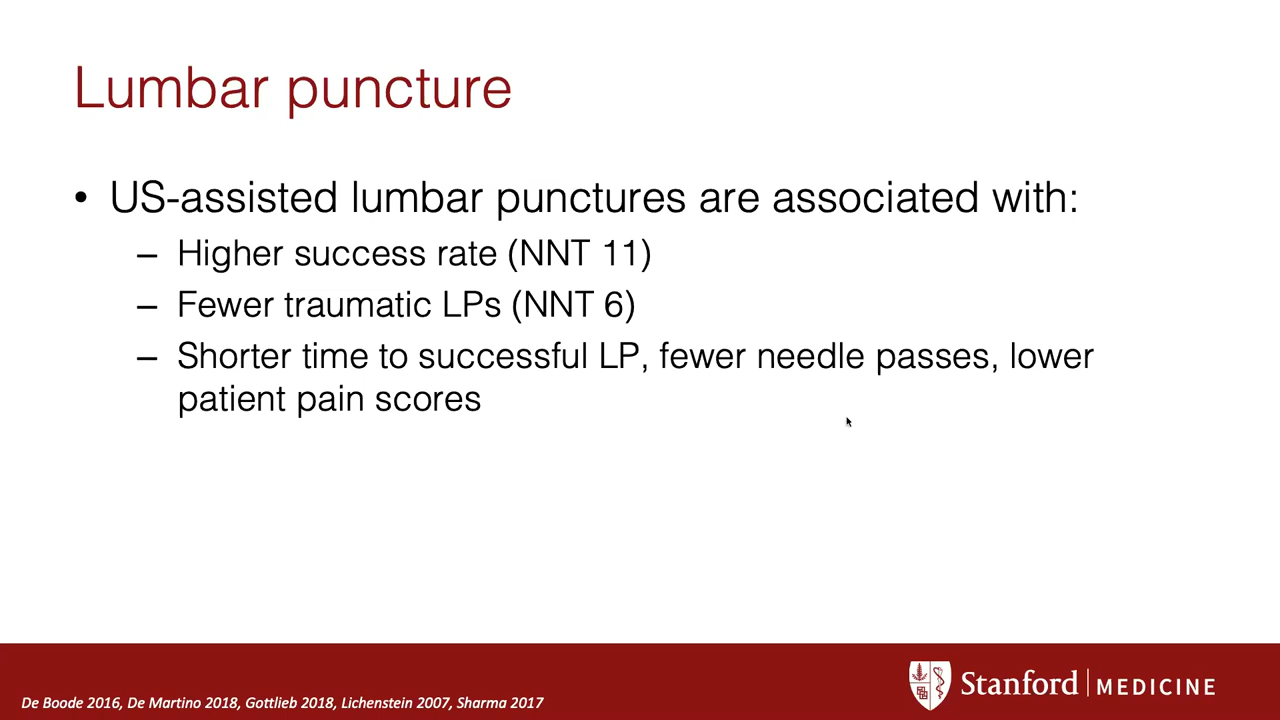 Lumbar puncture
• US-assisted lumbar punctures are associated with:
– Higher success rate (NNT 11)
– Fewer traumatic LPs (NNT 6)
– Shorter time to successful LP, fewer needle passes, lower
patient pain scores
De Boode 2016, De Martino 2018, Gottlieb 2018, Lichenstein 2007, Sharma 2017
Stanford MEDICINE